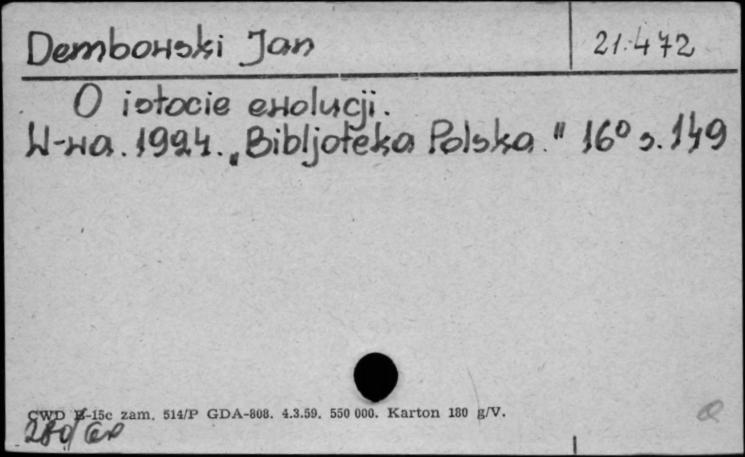 Dembowski Jan 21.472
O istocie ewolucji.
W-wa. 1924. „Bibljoteka Polska." 16° s. 149
CWD B-15c zam. 514/P GDA-808. 4.3.59. 550 000. Karton 180 g/V.